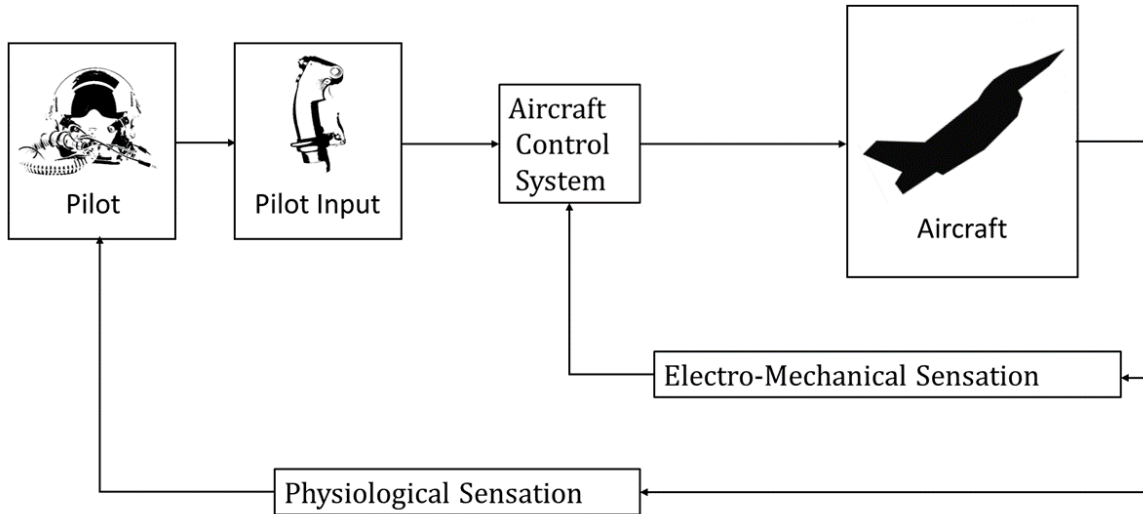 Pilot
Pilot Input
Aircraft
Control
System
Aircraft
Electro-Mechanical Sensation
Physiological Sensation